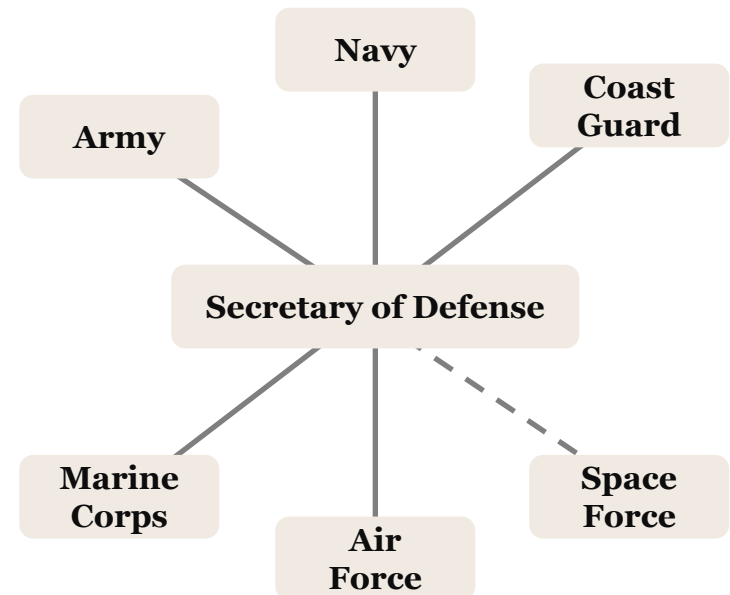 Navy
Coast
Guard
Army
Secretary of Defense
Marine
Corps
Space
Force
Air
Force